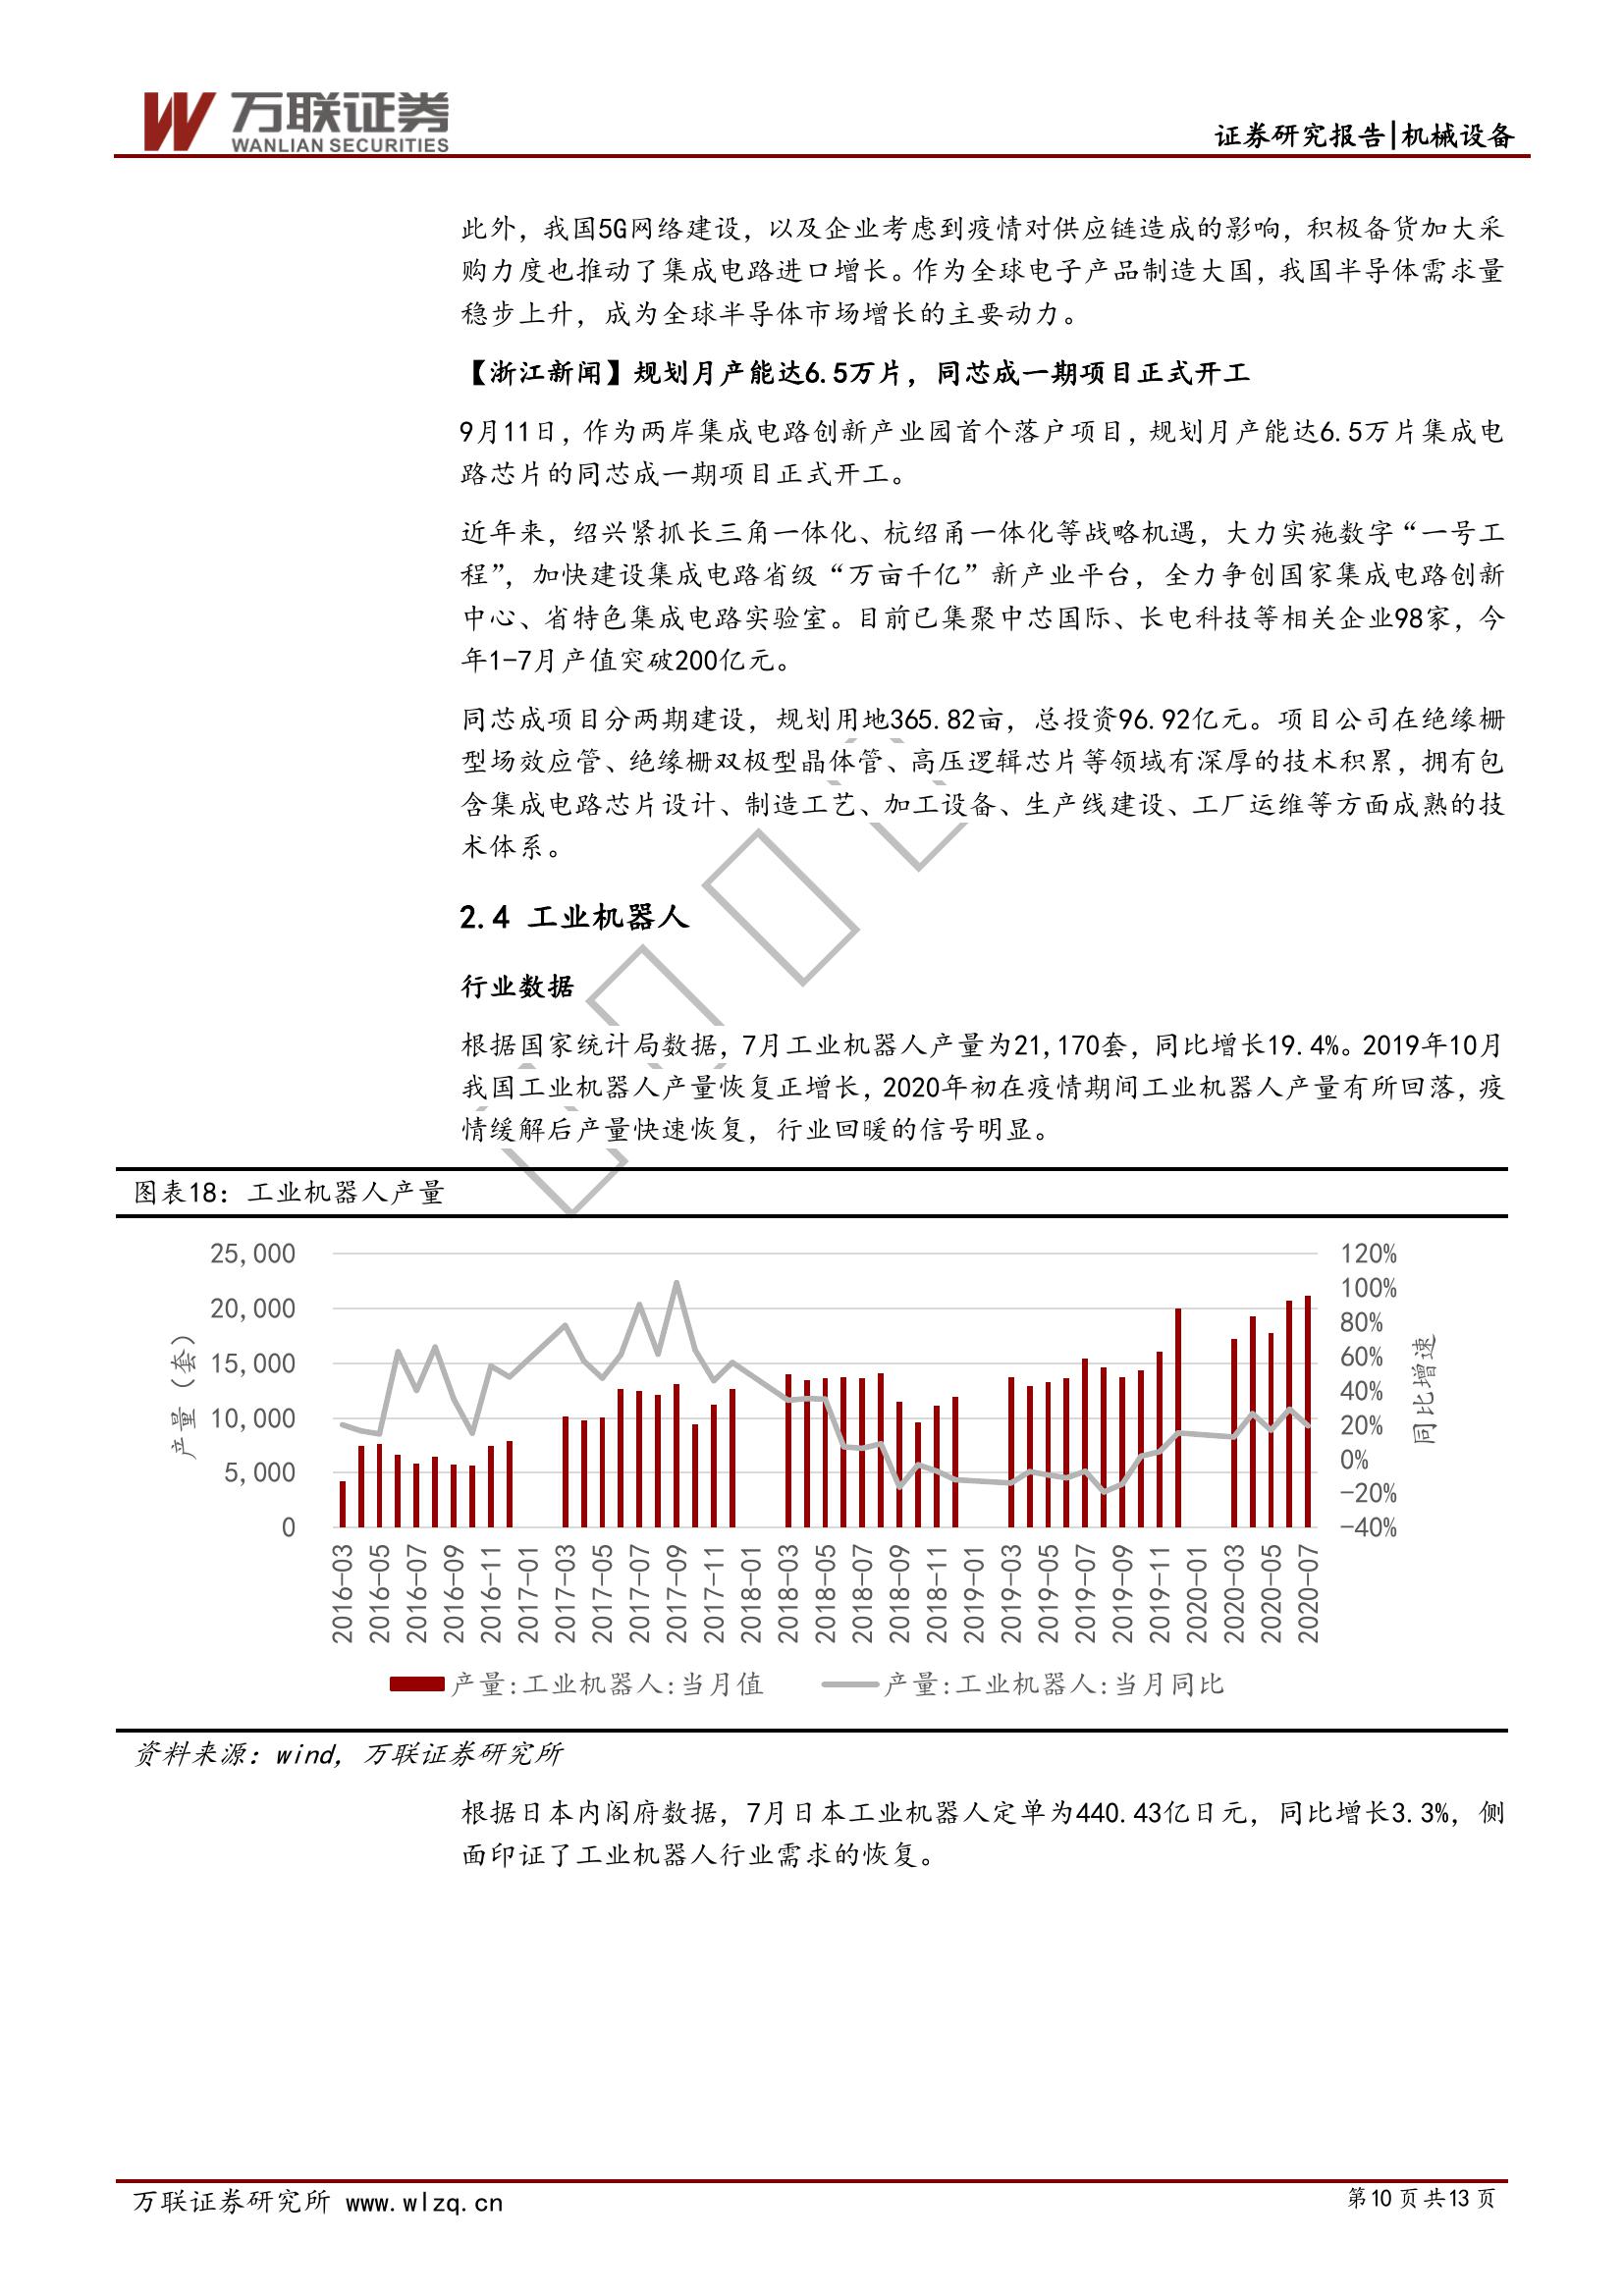 万联证券
WANLIAN SECURITIES
证券研究报告|机械设备
此外，我国5G网络建设，以及企业考虑到疫情对供应链造成的影响，积极备货加大采
购力度也推动了集成电路进口增长。作为全球电子产品制造大国，我国半导体需求量
稳步上升，成为全球半导体市场增长的主要动力。
【浙江新闻】规划月产能达6.5万片，同芯成一期项目正式开工
9月11日，作为两岸集成电路创新产业园首个落户项目，规划月产能达6.5万片集成电
路芯片的同芯成一期项目正式开工。
近年来，绍兴紧抓长三角一体化、杭绍甬一体化等战略机遇，大力实施数字“一号工
程”，加快建设集成电路省级“万亩千亿”新产业平台，全力争创国家集成电路创新
中心、省特色集成电路实验室。目前已集聚中芯国际、长电科技等相关企业98家，今
年1-7月产值突破200亿元。
同芯成项目分两期建设，规划用地365.82亩，总投资96.92亿元。项目公司在绝缘栅
型场效应管、绝缘栅双极型晶体管、高压逻辑芯片等领域有深厚的技术积累，拥有包
含集成电路芯片设计、制造工艺、加工设备、生产线建设、工厂运维等方面成熟的技
术体系。
2.4 工业机器人
行业数据
根据国家统计局数据，7月工业机器人产量为21,170套，同比增长19.4%。2019年10月
我国工业机器人产量恢复正增长，2020年初在疫情期间工业机器人产量有所回落，疫
情缓解后产量快速恢复，行业回暖的信号明显。
图表18：工业机器人产量
产量（套）
25,000
20,000
15,000
10,000
5,000
0
120%
100%
80%
60%
40%
20%
0%
-20%
-40%
同比增速
2016-03
2016-05
2016-07
2016-09
2016-11
2017-01
2017-03
2017-05
2017-07
2017-09
2017-11
2018-01
2018-03
2018-05
2018-07
2018-09
2018-11
2019-01
2019-03
2019-05
2019-07
2019-09
2019-11
2020-01
2020-03
2020-05
2020-07
产量:工业机器人:当月值
产量:工业机器人:当月同比
资料来源：wind，万联证券研究所
根据日本内阁府数据，7月日本工业机器人定单为440.43亿日元，同比增长3.3%，侧
面印证了工业机器人行业需求的恢复。
万联证券研究所 www.wlzq.cn
第10页共13页